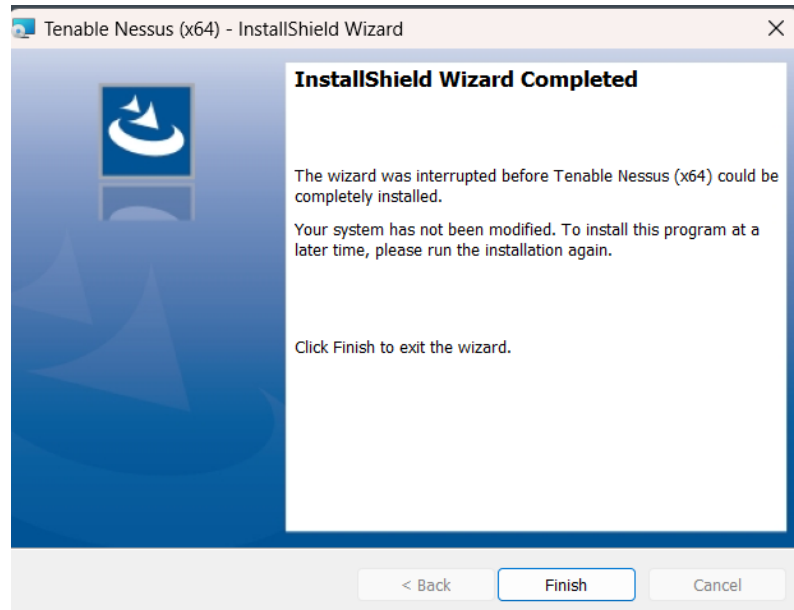 Tenable Nessus (x64) - InstallShield Wizard
InstallShield Wizard Completed
The wizard was interrupted before Tenable Nessus (x64) could be
completely installed.
Your system has not been modified. To install this program at a
later time, please run the installation again.
Click Finish to exit the wizard.
< Back
Finish
Cancel